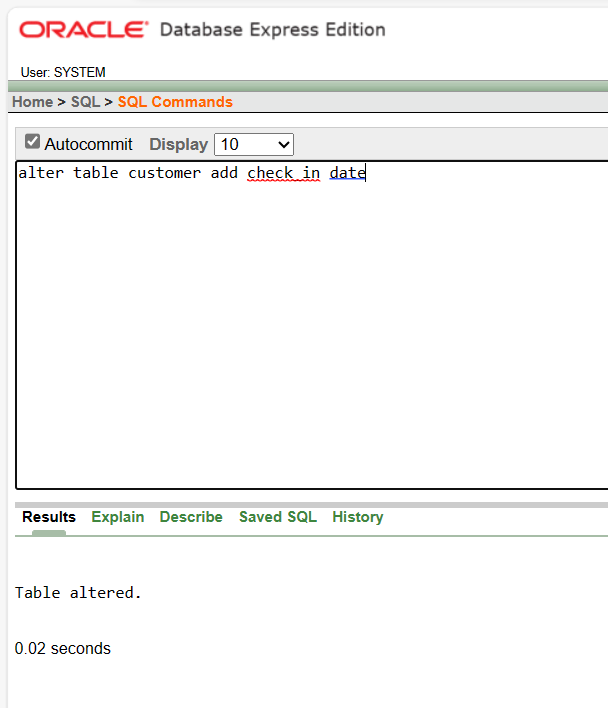 ORACLE® Database Express Edition
User: SYSTEM
Home > SQL > SQL Commands
Autocommit Display 10
alter table customer add check_in date
Results Explain Describe Saved SQL History
Table altered.
0.02 seconds